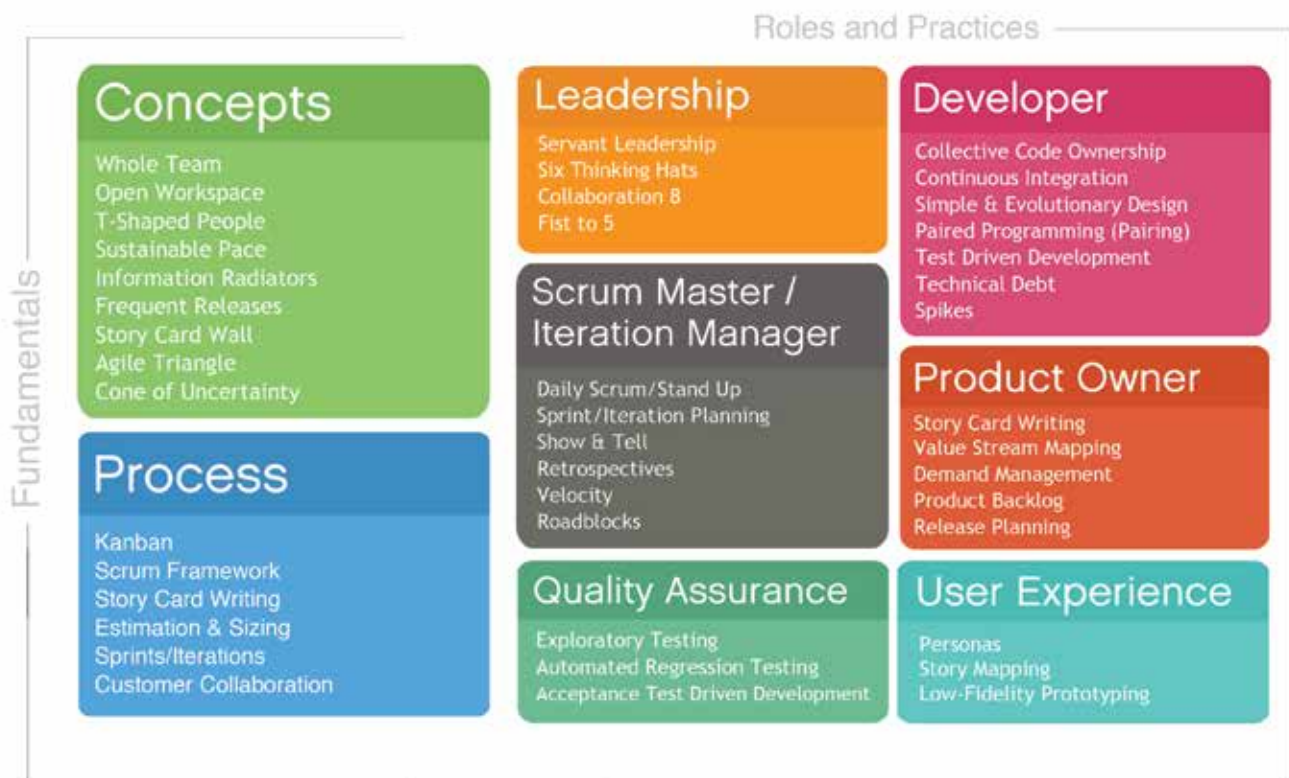 Roles and Practices
Fundamentals
Concepts
Whole Team
Open Workspace
T-Shaped People
Sustainable Pace
Information Radiators
Frequent Releases
Story Card Wall
Agile Triangle
Cone of Uncertainty
Process
Kanban
Scrum Framework
Story Card Writing
Estimation & Sizing
Sprints/Iterations
Customer Collaboration
Leadership
Servant Leadership
Six Thinking Hats
Collaboration 8
Fist to 5
Scrum Master /
Iteration Manager
Daily Scrum/Stand Up
Sprint/Iteration Planning
Show & Tell
Retrospectives
Velocity
Roadblocks
Quality Assurance
Exploratory Testing
Automated Regression Testing
Acceptance Test Driven Development
Developer
Collective Code Ownership
Continuous Integration
Simple & Evolutionary Design
Paired Programming (Pairing)
Test Driven Development
Technical Debt
Spikes
Product Owner
Story Card Writing
Value Stream Mapping
Demand Management
Product Backlog
Release Planning
User Experience
Personas
Story Mapping
Low-Fidelity Prototyping